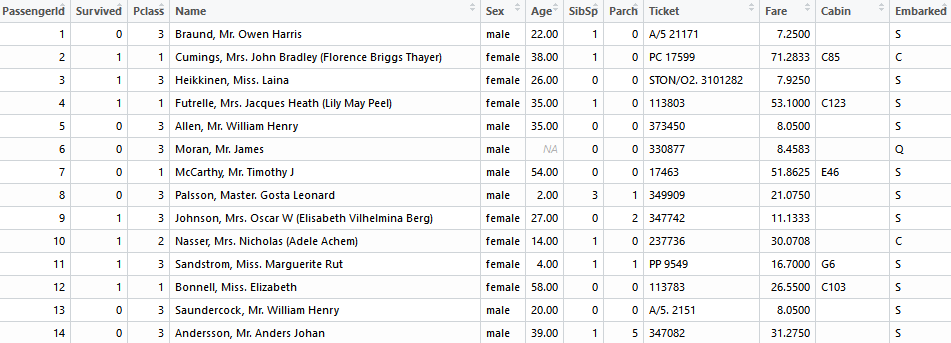 PassengerId Survived Pclass Name Sex Age SibSp Parch Ticket Fare Cabin Embarked
1 0 3 Braund, Mr. Owen Harris male 22.00 1 0 A/5 21171 7.2500 S
2 1 1 Cumings, Mrs. John Bradley (Florence Briggs Thayer) female 38.00 1 0 PC 17599 71.2833 C85 C
3 1 3 Heikkinen, Miss. Laina female 26.00 0 0 STON/O2. 3101282 7.9250 S
4 1 1 Futrelle, Mrs. Jacques Heath (Lily May Peel) female 35.00 1 0 113803 53.1000 C123 S
5 0 3 Allen, Mr. William Henry male 35.00 0 0 373450 8.0500 S
6 0 3 Moran, Mr. James male NA 0 0 330877 8.4583 Q
7 0 1 McCarthy, Mr. Timothy J male 54.00 0 0 17463 51.8625 E46 S
8 0 3 Palsson, Master. Gosta Leonard male 2.00 3 1 349909 21.0750 S
9 1 3 Johnson, Mrs. Oscar W (Elisabeth Vilhelmina Berg) female 27.00 0 2 347742 11.1333 S
10 1 2 Nasser, Mrs. Nicholas (Adele Achem) female 14.00 1 0 237736 30.0708 C
11 1 3 Sandstrom, Miss. Marguerite Rut female 4.00 1 1 PP 9549 16.7000 G6 S
12 1 1 Bonnell, Miss. Elizabeth female 58.00 0 0 113783 26.5500 C103 S
13 0 3 Saundercock, Mr. William Henry male 20.00 0 0 A/5. 2151 8.0500 S
14 0 3 Andersson, Mr. Anders Johan male 39.00 1 5 347082 31.2750 S